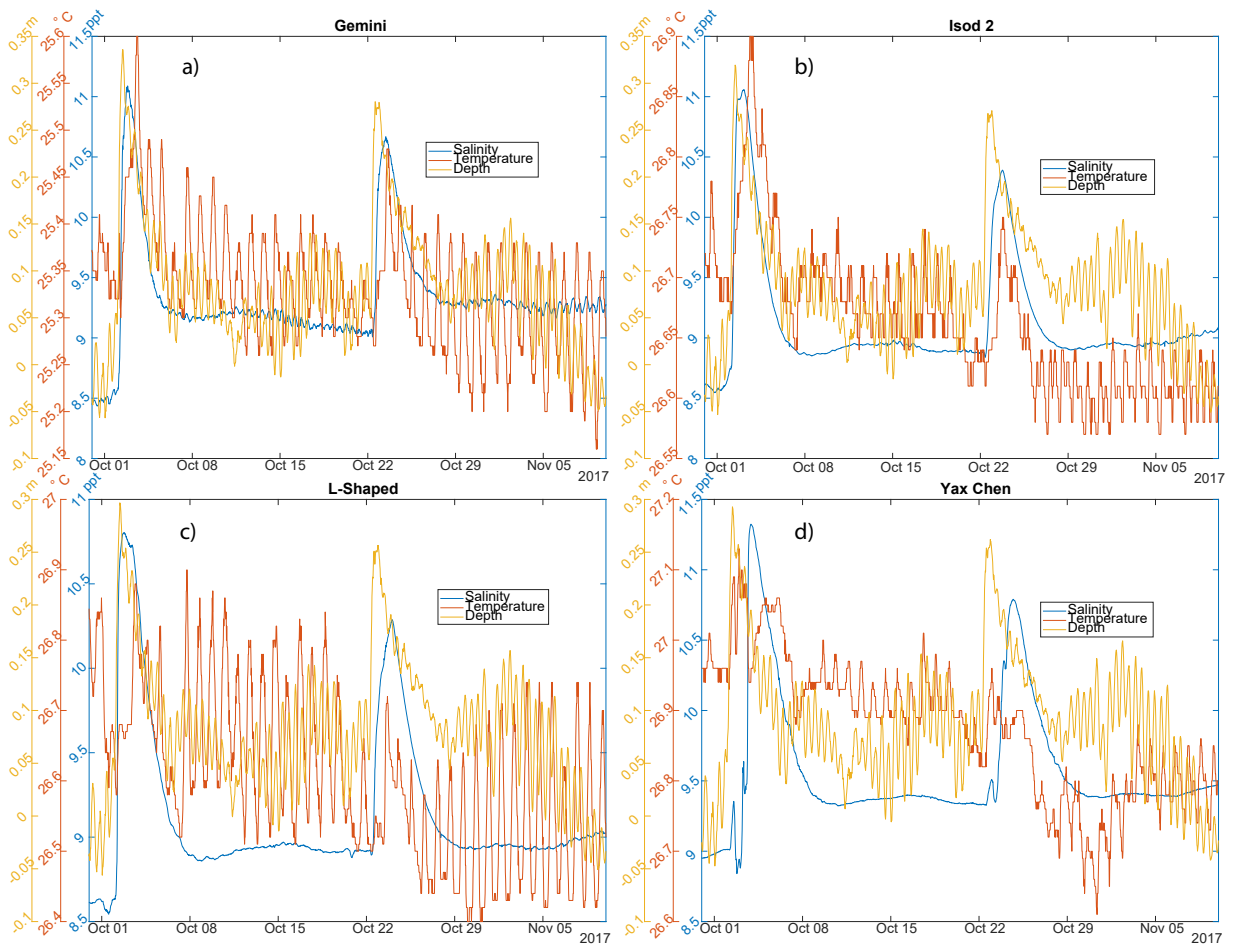 Gemini
a)
m
°C
ppt
0.35
0.3
0.25
0.2
0.15
0.1
0.05
0
-0.05
-0.1
25.6
25.55
25.5
25.45
25.4
25.35
25.3
25.25
25.2
25.15
11.5
11
10.5
10
9.5
9
8.5
8
Salinity
Temperature
Depth
Oct 01 Oct 08 Oct 15 Oct 22 Oct 29 Nov 05
2017
Isod 2
b)
m
°C
ppt
0.35
0.3
0.25
0.2
0.15
0.1
0.05
0
-0.05
-0.1
26.9
26.85
26.8
26.75
26.7
26.65
26.6
26.55
11.5
11
10.5
10
9.5
9
8.5
8
Salinity
Temperature
Depth
Oct 01 Oct 08 Oct 15 Oct 22 Oct 29 Nov 05
2017
L-Shaped
c)
m
°C
ppt
0.3
0.25
0.2
0.15
0.1
0.05
0
-0.05
-0.1
27
26.9
26.8
26.7
26.6
26.5
26.4
11
10.5
10
9.5
9
8.5
Salinity
Temperature
Depth
Oct 01 Oct 08 Oct 15 Oct 22 Oct 29 Nov 05
2017
Yax Chen
d)
m
°C
ppt
0.35
0.3
0.25
0.2
0.15
0.1
0.05
0
-0.05
-0.1
27.2
27.1
27
26.9
26.8
26.7
26.6
11.5
11
10.5
10
9.5
9
8.5
Salinity
Temperature
Depth
Oct 01 Oct 08 Oct 15 Oct 22 Oct 29 Nov 05
2017